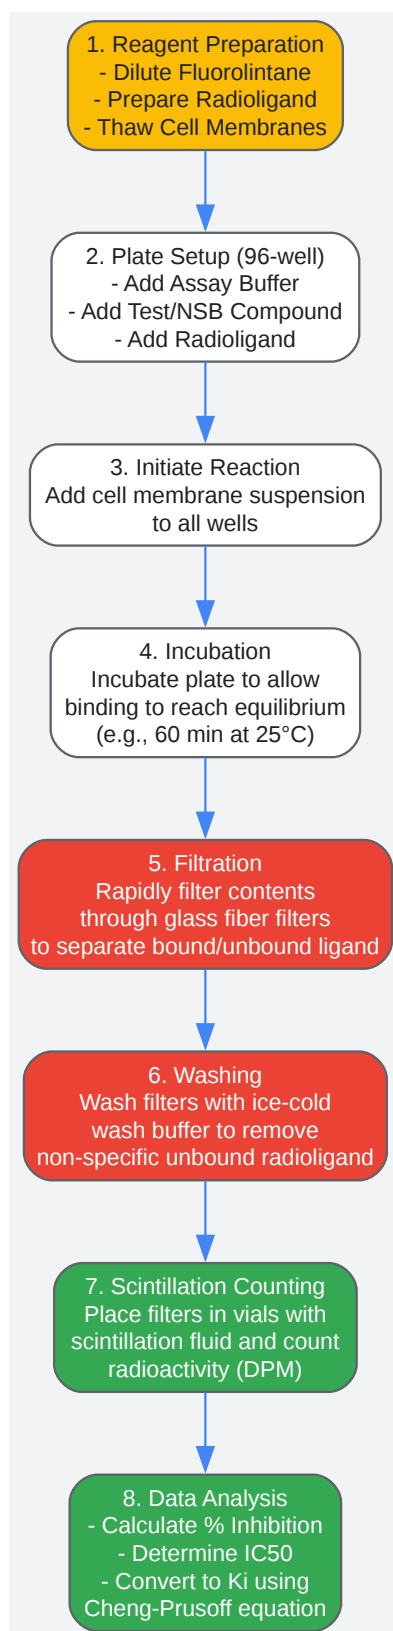 1. Reagent Preparation
- Dilute Fluorolintane
- Prepare Radioligand
- Thaw Cell Membranes
2. Plate Setup (96-well)
- Add Assay Buffer
- Add Test/NSB Compound
- Add Radioligand
3. Initiate Reaction
Add cell membrane suspension
to all wells
4. Incubation
Incubate plate to allow
binding to reach equilibrium
(e.g., 60 min at 25°C)
5. Filtration
Rapidly filter contents
through glass fiber filters
to separate bound/unbound ligand
6. Washing
Wash filters with ice-cold
wash buffer to remove
non-specific unbound radioligand
7. Scintillation Counting
Place filters in vials with
scintillation fluid and count
radioactivity (DPM)
8. Data Analysis
- Calculate % Inhibition
- Determine IC50
- Convert to Ki using
Cheng-Prusoff equation